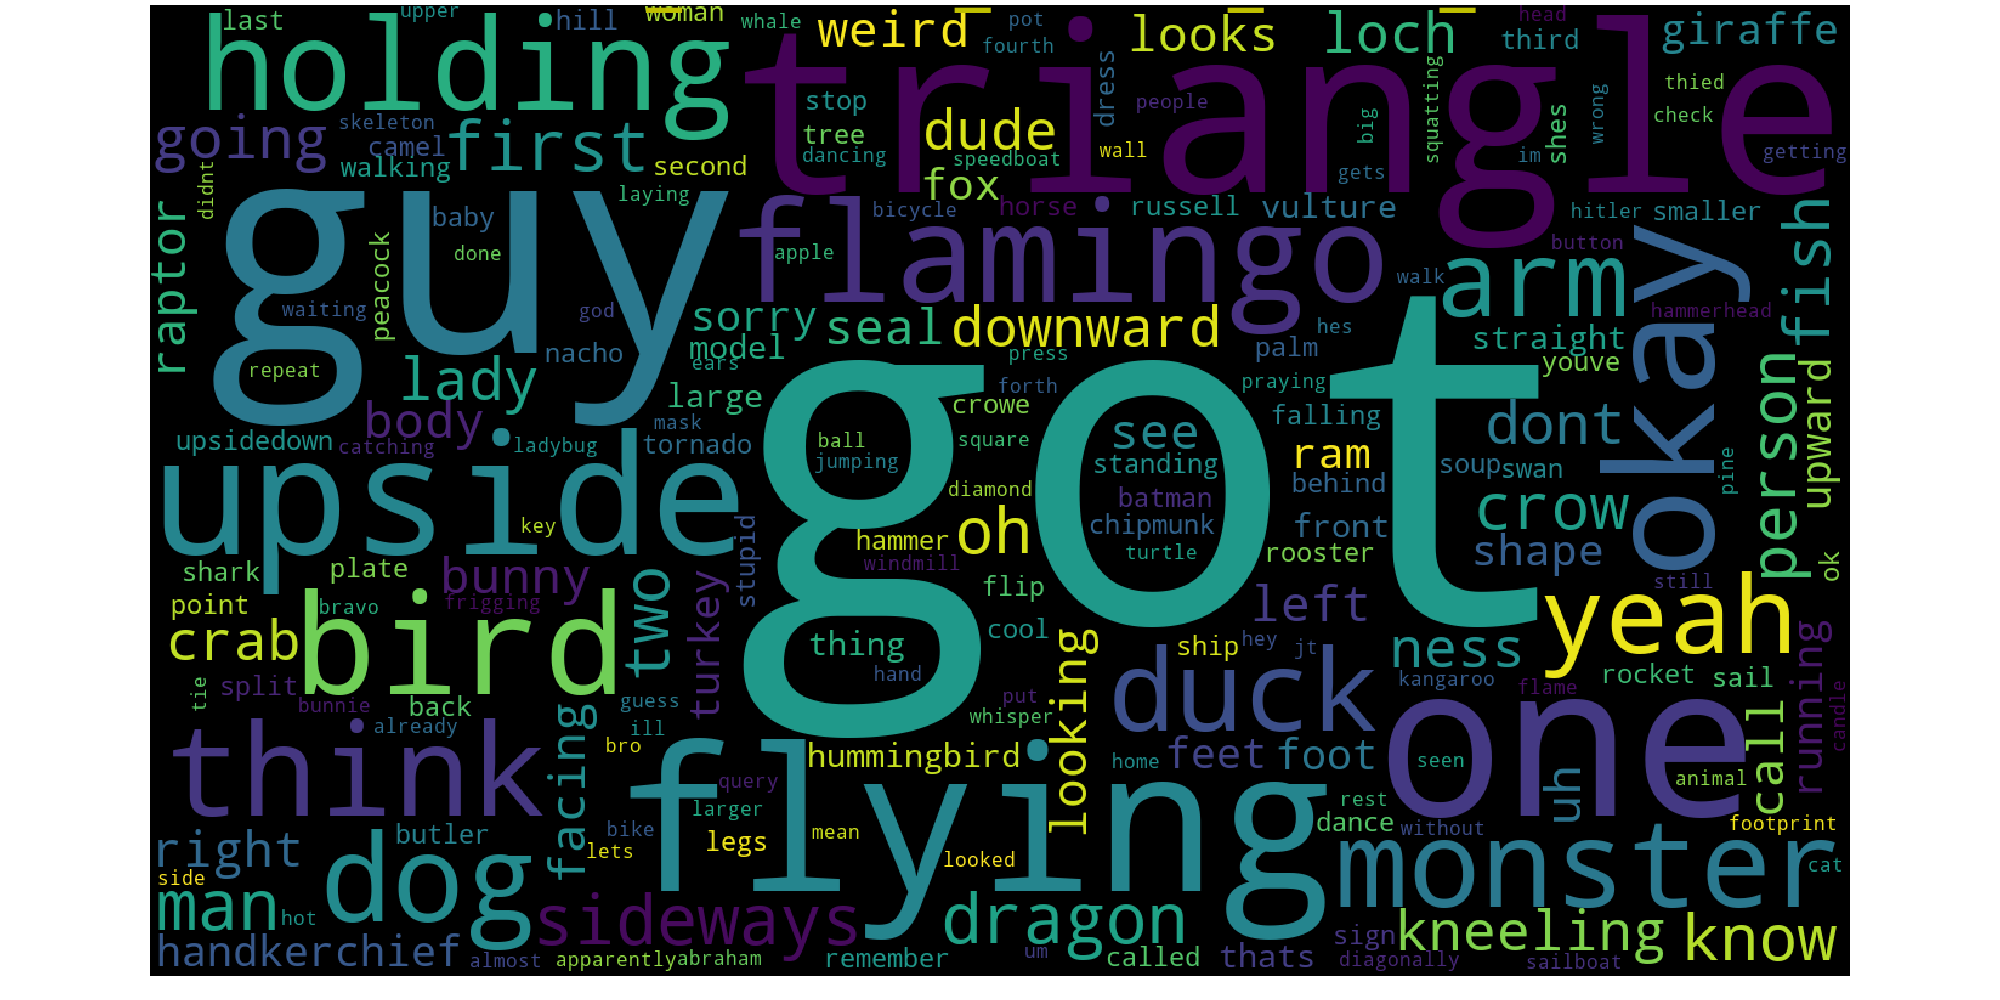 last
upper
hill
woman
whale
pot
weird
fourth
looks
loch
head
third
giraffe
holding
triangle
thied
check
stop
tree
dancing
dude
dress
people
big
squatting
shes
wrong
im
getting
going
skeleton
camel
walking
first
second
speedboat
wall
gets
fox
didnt
laying
raptor
guy
baby
done
peacock
waiting
god
nacho
repeat
lady
flamingo
bicycle
horse
russell
vulture
apple
hitler
smaller
button
fish
arm
okay
walk
hammerhead
straight
youve
sorry
model
ears
seal
downward
hes
palm
press
forth
praying
large
crowe
falling
body
mask
upsidedown
catching
ladybug
tornado
upside
key
got
ball
jumping
square
diamond
see
standing
batman
chipmunk
turtle
ram
behind
front
rooster
dont
soup
swan
crow
shape
person
upward
pine
ok
still
hammer
windmill
oh
flip
cool
shark
plate
point
bravo
bunny
frigging
crab
bird
two
turkey
stupid
thing
hand
looking
left
ship
hey
jt
duck
ness
yeah
kangaroo
flame
rocket
sail
running
candle
tie
split
bunnie
back
already
guess
ill
bro
put
whisper
think
facing
hummingbird
query
larger
flying
home
feet
foot
one
seen
call
animal
uh
right
butler
bike
lets
legs
mean
looked
rest
dance
without
footprint
monster
cat
side
man
hot
dog
sideways
dragon
sign
kneeling
know
handkerchief
almost
apparently
abraham
remember
um
called
thats
diagonally
sailboat